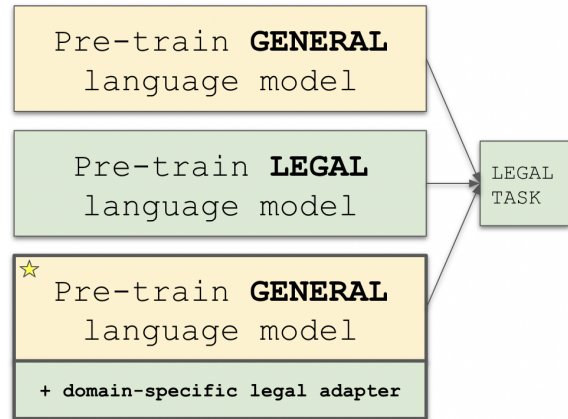 Pre-train GENERAL
language model
Pre-train LEGAL
language model
LEGAL
TASK
Pre-train GENERAL
language model
+ domain-specific legal adapter